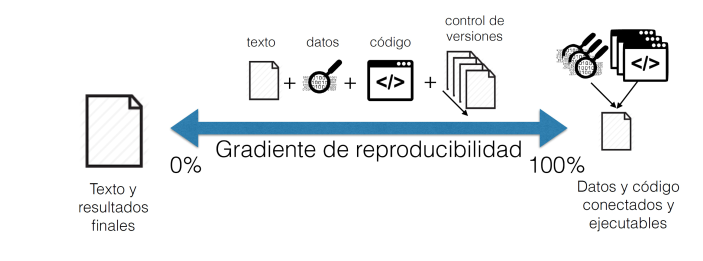 control de
versiones
texto
datos
código
+
+
+
</>
</>
0%
Gradiente de reproducibilidad
100%
Texto y
resultados
finales
Datos y código
conectados y
ejecutables